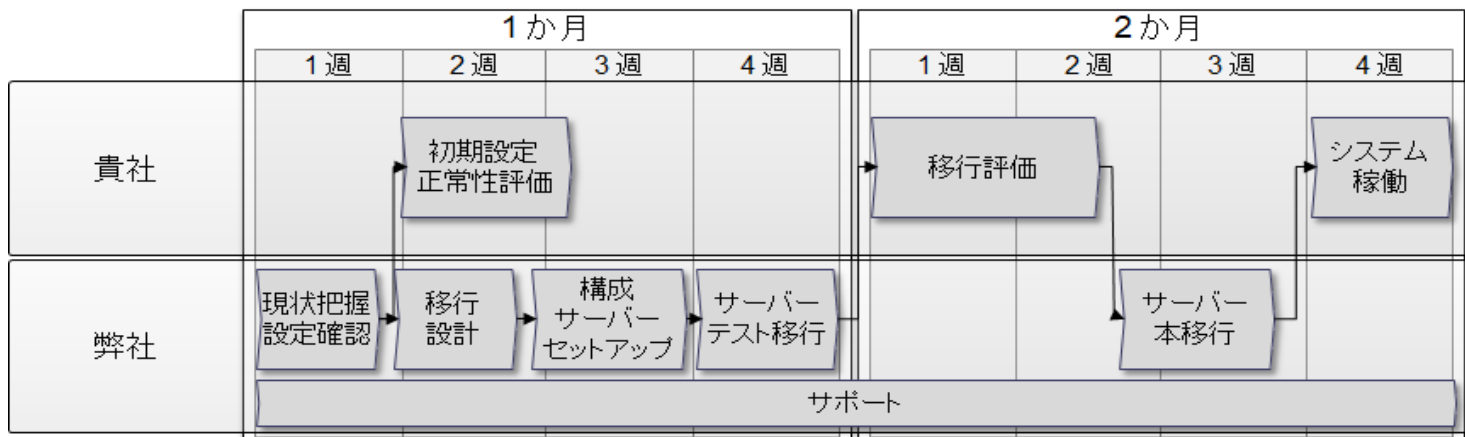 1か月
2か月
1週
2週
3週
4週
1週
2週
3週
4週
貴社
初期設定
正常性評価
移行評価
システム
稼働
弊社
現状把握
設定確認
移行
設計
構成
サーバー
セットアップ
サーバー
テスト移行
サーバー
本移行
サポート